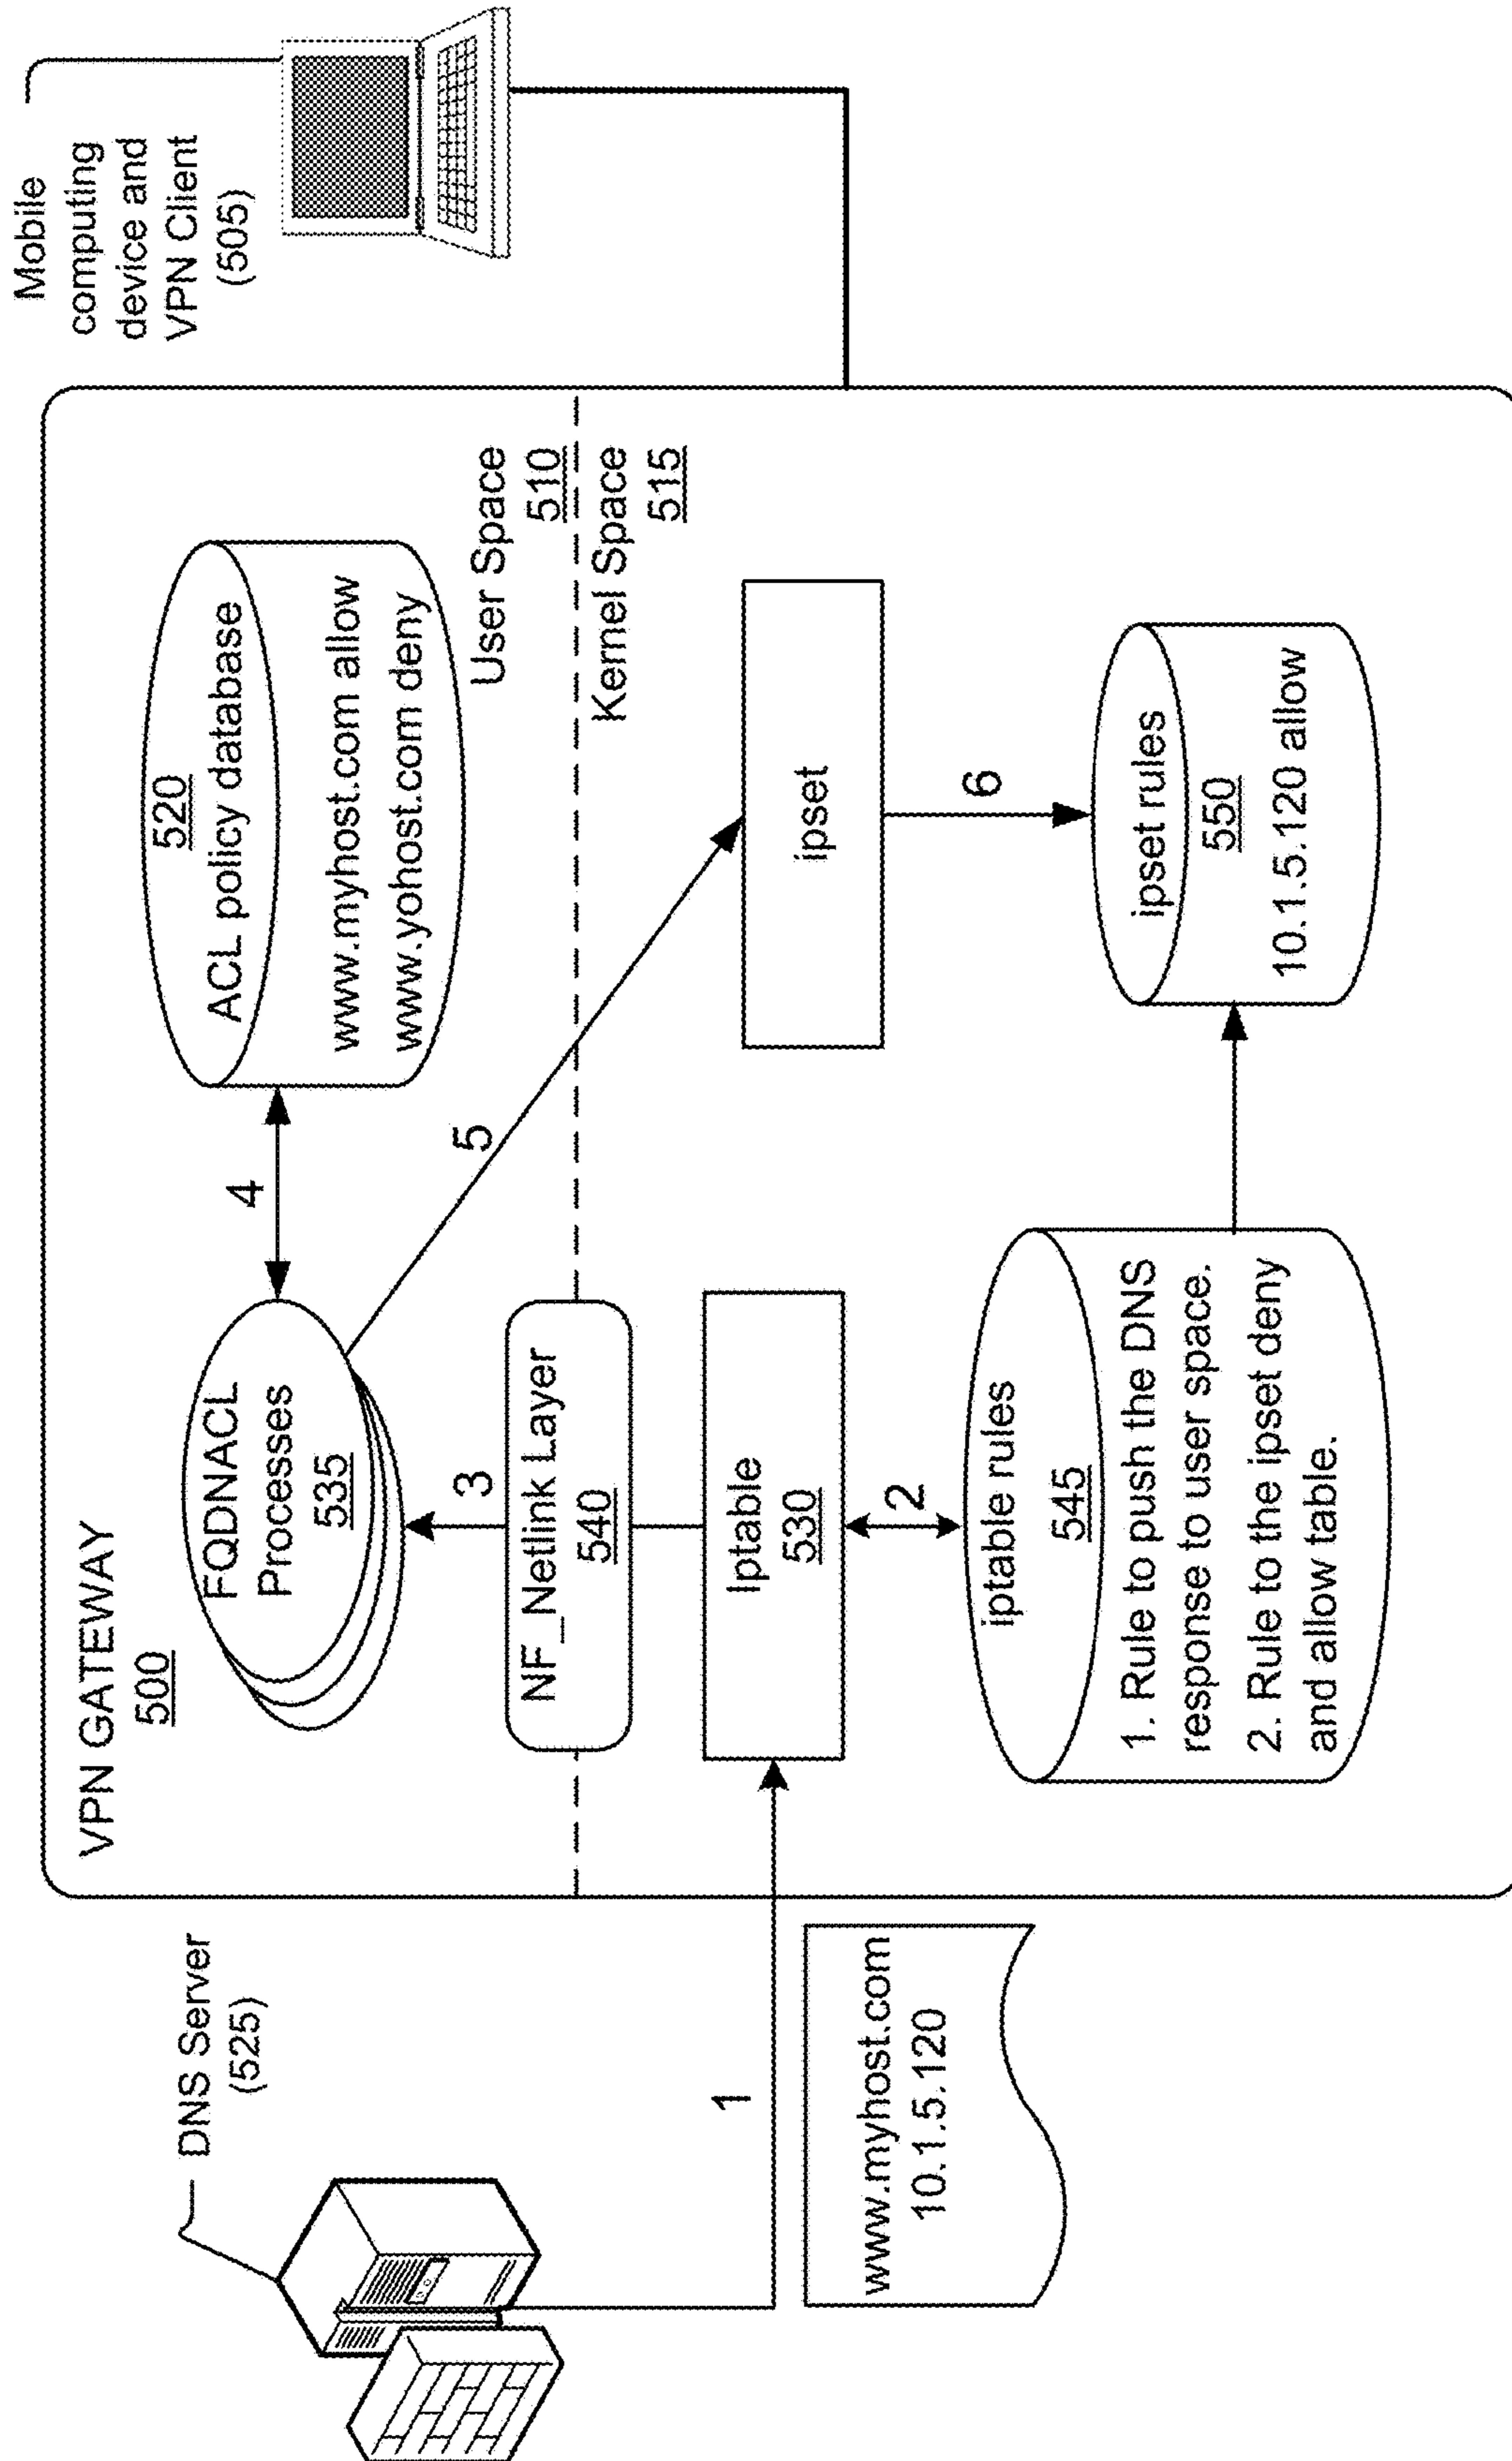 DNS Server
(525)
1
www.myhost.com
10.1.5.120
VPN GATEWAY
500
FQDNACL
Processes
535
3
NF_Netlink Layer
540
Iptable
530
2
iptable rules
545
1. Rule to push the DNS
response to user space.
2. Rule to the ipset deny
and allow table.
4
5
520
ACL policy database
www.myhost.com allow
www.yohost.com deny
User Space
510
Kernel Space
515
ipset
6
ipset rules
550
10.1.5.120 allow
Mobile
computing
device and
VPN Client
(505)